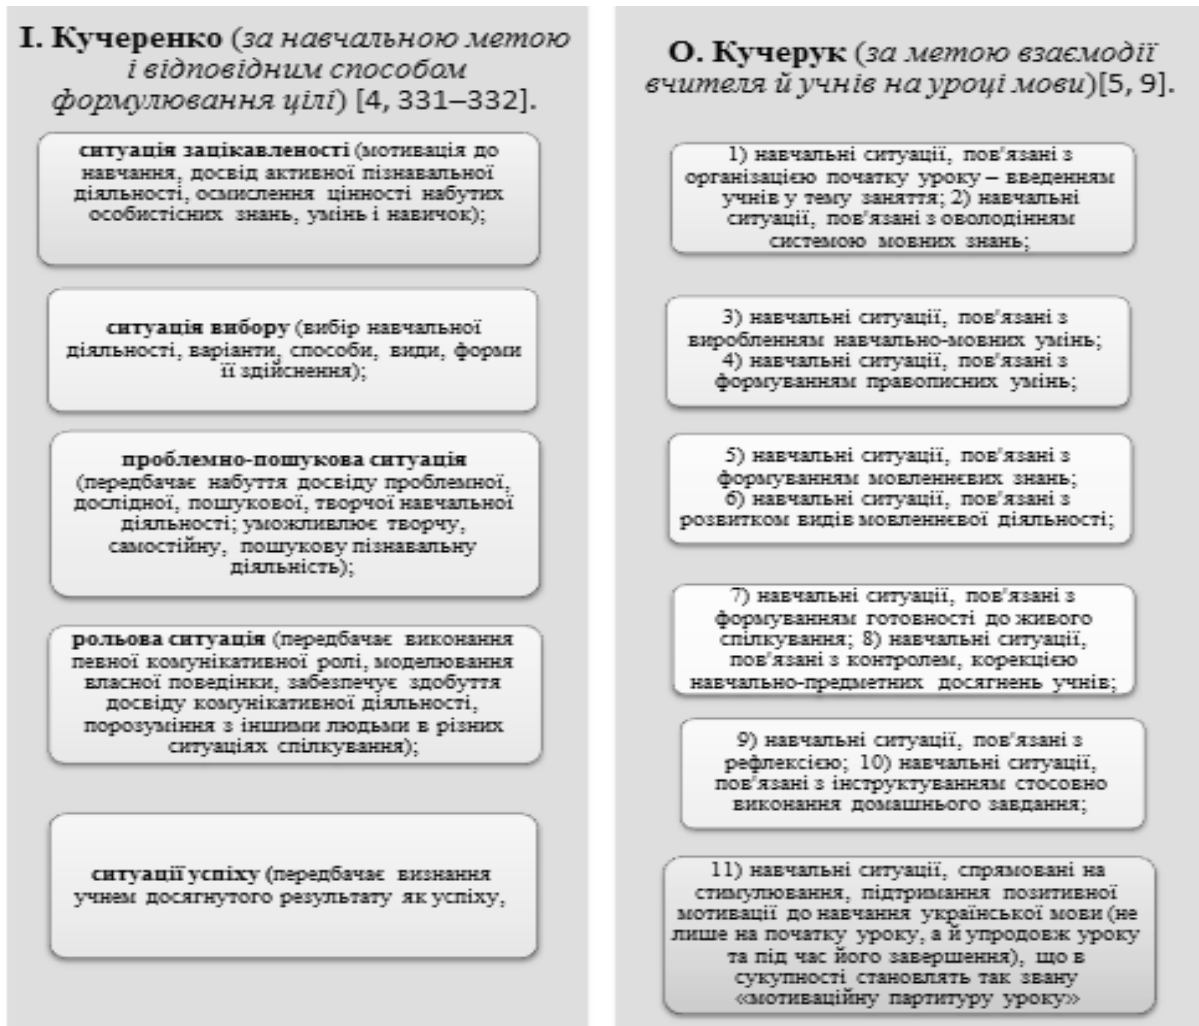 І. Кучеренко (за навчальною метою
і відповідним способом
формулювання цілі) [4, 331–332].
ситуація зацікавленості (мотивація до
навчання, досвід активної пізнавальної
діяльності, осмислення цінності набутих
особистісних знань, умінь і навичок);
ситуація вибору (вибір навчальної
діяльності, варіанти, способи, види, форми
її здійснення);
проблемно-пошукова ситуація
(передбачає набуття досвіду проблемної,
дослідної, пошукової, творчої навчальної
діяльності; уможливлює творчу,
самостійну, пошукову пізнавальну
діяльність);
рольова ситуація (передбачає виконання
певної комунікативної ролі, моделювання
власної поведінки, забезпечує здобуття
досвіду комунікативної діяльності,
порозуміння з іншими людьми в різних
ситуаціях спілкування);
ситуації успіху (передбачає визнання
учнем досягнутого результату як успіху,
О. Кучерук (за метою взаємодії
вчителя й учнів на уроці мови)[5, 9].
1) навчальні ситуації, пов'язані з
організацією початку уроку – введенням
учнів у тему заняття; 2) навчальні
ситуації, пов'язані з оволодінням
системою мовних знань;
3) навчальні ситуації, пов'язані з
виробленням навчально-мовних умінь;
4) навчальні ситуації, пов'язані з
формуванням правописних умінь;
5) навчальні ситуації, пов'язані з
формуванням мовленнєвих знань;
6) навчальні ситуації, пов'язані з
розвитком видів мовленнєвої діяльності;
7) навчальні ситуації, пов'язані з
формуванням готовності до живого
спілкування; 8) навчальні ситуації,
пов'язані з контролем, корекцією
навчально-предметних досягнень учнів;
9) навчальні ситуації, пов'язані з
рефлексією; 10) навчальні ситуації,
пов'язані з інструктуванням стосовно
виконання домашнього завдання;
11) навчальні ситуації, спрямовані на
стимулювання, підтримання позитивної
мотивації до навчання української мови (не
лише на початку уроку, а й упродовж уроку
та під час його завершення), що в
сукупності становлять так звану
«мотиваційну партитуру уроку»